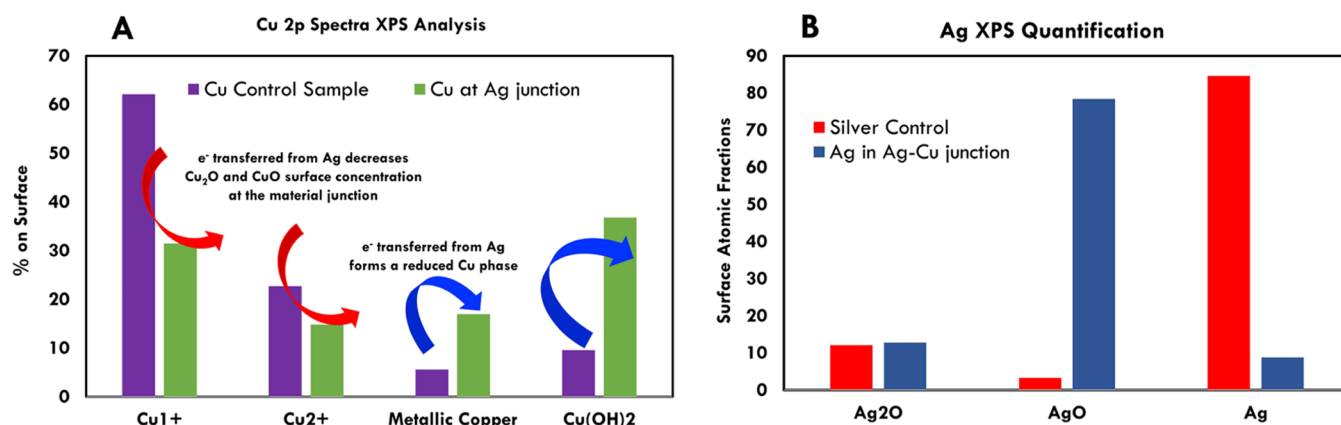 A
Cu 2p Spectra XPS Analysis
70
60
50
40
30
20
10
0
% on Surface
Cu Control Sample
Cu at Ag junction
e⁻ transferred from Ag decreases
Cu₂O and CuO surface concentration
at the material junction
e⁻ transferred from Ag
forms a reduced Cu phase
Cu1+
Cu2+
Metallic Copper
Cu(OH)2
B
Ag XPS Quantification
90
80
70
60
50
40
30
20
10
0
Surface Atomic Fractions
Silver Control
Ag in Ag-Cu junction
Ag2O
AgO
Ag